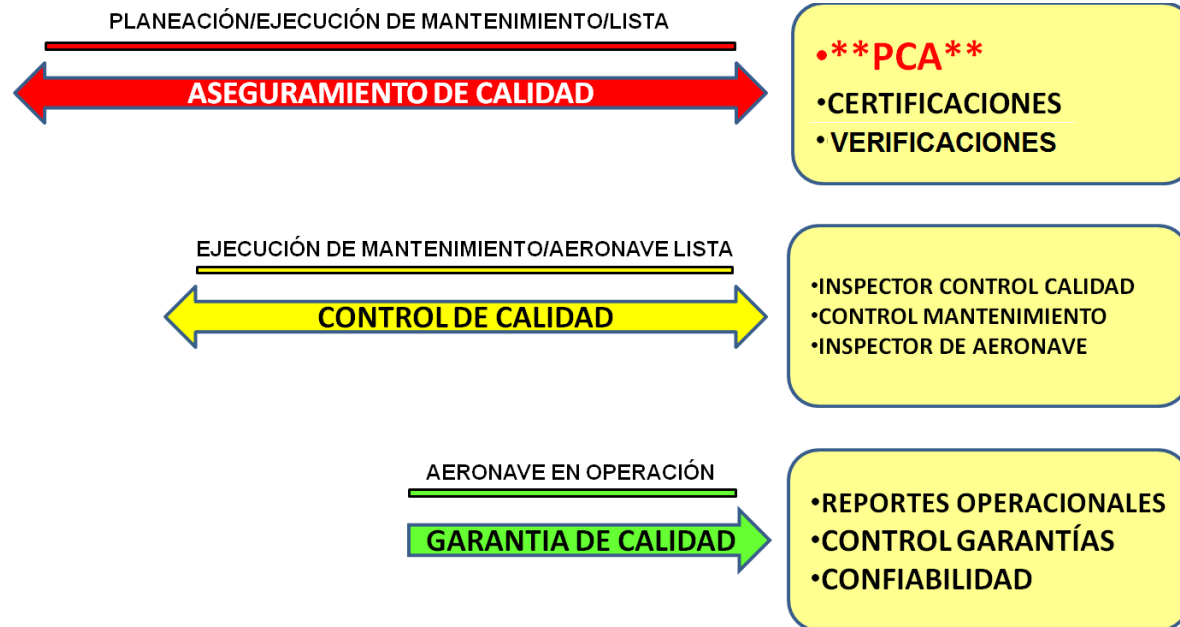 PLANEACIÓN/EJECUCIÓN DE MANTENIMIENTO/LISTA
ASEGURAMIENTO DE CALIDAD
•**PCA**
•CERTIFICACIONES
•VERIFICACIONES
EJECUCIÓN DE MANTENIMIENTO/AERONAVE LISTA
CONTROL DE CALIDAD
•INSPECTOR CONTROL CALIDAD
•CONTROL MANTENIMIENTO
•INSPECTOR DE AERONAVE
AERONAVE EN OPERACIÓN
GARANTIA DE CALIDAD
•REPORTES OPERACIONALES
•CONTROL GARANTÍAS
•CONFIABILIDAD